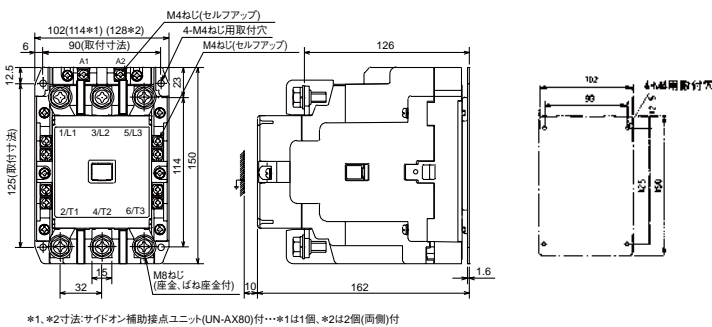 M4ねじ(セルフアップ)
102(114*1) (128*2)
4-M4ねじ用取付穴
6
90(取付寸法)
M4ねじ(セルフアップ)
126
A1
A2
12.5
23
102
4-M4用取付穴
90
12.5
1/L1 3/L2 5/L3
125(取付寸法)
114
150
125
150
2/T1 4/T2 6/T3
15
M8ねじ
(座金、ばね座金付)
32
10
162
1.6
*1、*2寸法:サイドオン補助接点ユニット(UN-AX80)付…*1は1個、*2は2個(両側)付